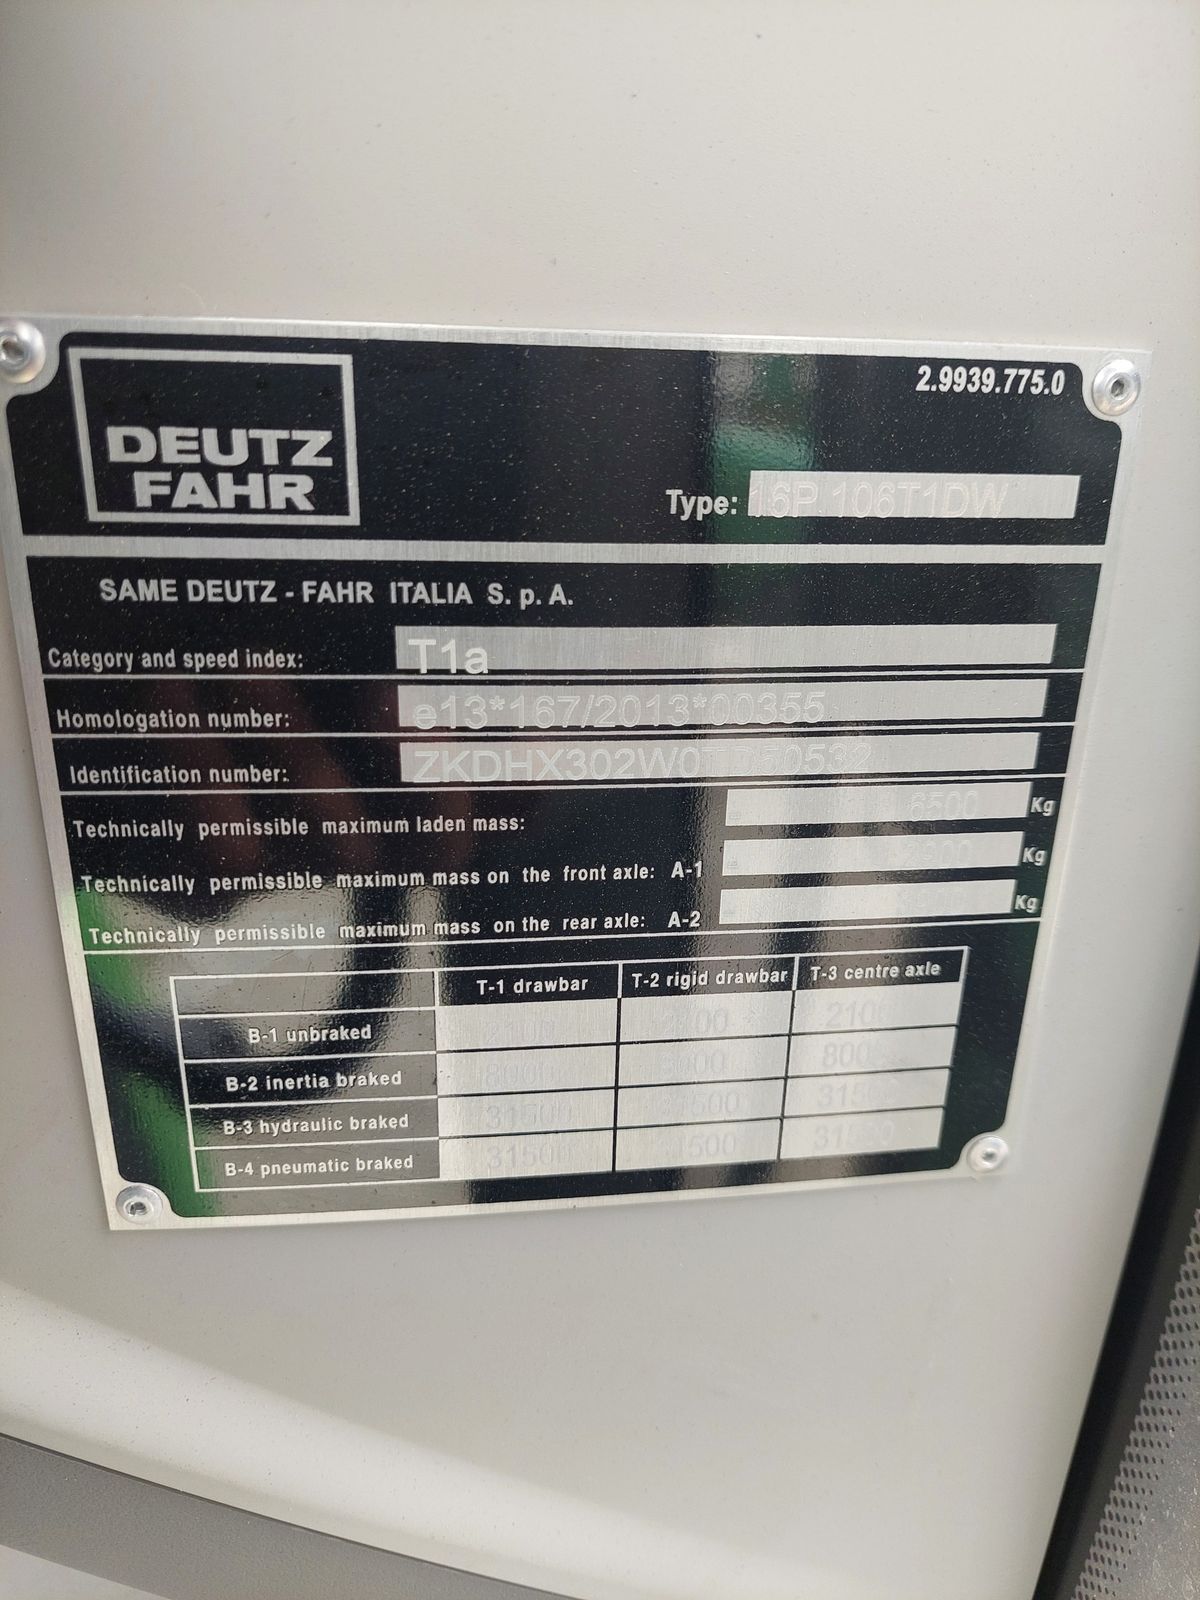 2.9939.775.0
DEUTZ
FAHR
Type: 16P.106T1DW
SAME DEUTZ - FAHR ITALIA S. p. A.
Category and speed index: T1a
Homologation number: e13*167/2013*00355
Identification number:
Technically permissible maximum laden mass: 6500 Kg
Technically permissible maximum mass on the front axle: A-1 Kg
Technically permissible maximum mass on the rear axle: A-2 Kg
T-1 drawbar T-2 rigid drawbar T-3 centre axle
B-1 unbraked
B-2 inertia braked 8000
B-3 hydraulic braked 31500 31500
B-4 pneumatic braked 31500 31500